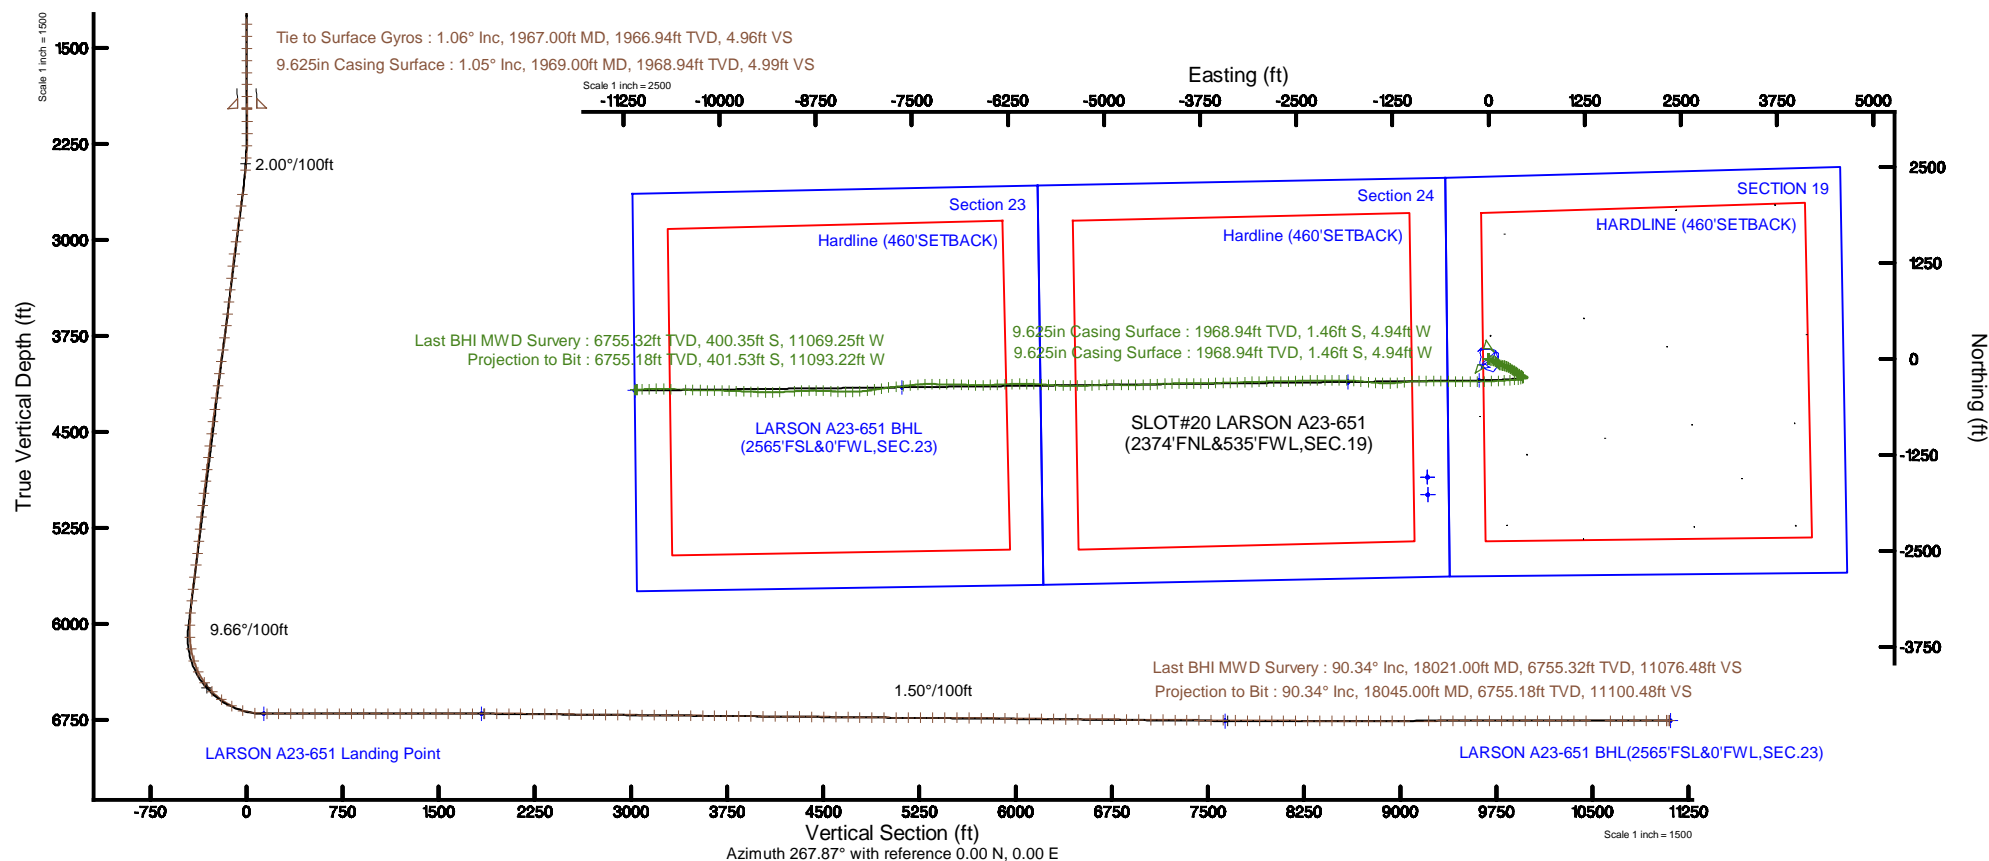 Scale 1 inch = 1500
1500
2250
3000
3750
4500
5250
6000
6750
True Vertical Depth (ft)
Tie to Surface Gyros : 1.06° Inc, 1967.00ft MD, 1966.94ft TVD, 4.96 VS
9.625in Casing Surface : 1.05° Inc, 1969.00ft MD, 1968.94ft TVD, 4.99ft VS
2.00°/100ft
9.66°/100ft
1.50°/100ft
Easting (ft)
Scale 1 inch = 2500
-11250 -10000 -8750 -7500 -6250 -5000 -3750 -2500 -1250 0 1250 2500 3750 5000
Section 23
Section 24
SECTION 19
Hardline (460'SETBACK)
Hardline (460'SETBACK)
HARDLINE (460'SETBACK)
2500
1250
0
-1250
-2500
-3750
Northing (ft)
Last BHI MWD Survery : 6755.32ft TVD, 400.35ft S, 11069.25ft W
Projection to Bit : 6755.18ft TVD, 401.53ft S, 11093.22ft W
9.625in Casing Surface : 1968.94ft TVD, 1.46ft S, 4.94ft W
9.625in Casing Surface : 1968.94ft TVD, 1.46ft S, 4.94ft W
LARSON A23-651 BHL
(2565'FSL&0'FWL,SEC.23)
SLOT#20 LARSON A23-651
(2374'FNL&535'FWL,SEC.19)
Last BHI MWD Survery : 90.34° Inc, 18021.00ft MD, 6755.32ft TVD, 11076.48ft VS
Projection to Bit : 90.34° Inc, 18045.00ft MD, 6755.18ft TVD, 11100.48ft VS
LARSON A23-651 Landing Point
LARSON A23-651 BHL(2565'FSL&0'FWL,SEC.23)
-750 0 750 1500 2250 3000 3750 4500 5250 6000 6750 7500 8250 9000 9750 10500 11250
Vertical Section (ft)
Scale 1 inch = 1500
Azimuth 267.87° with reference 0.00 N, 0.00 E